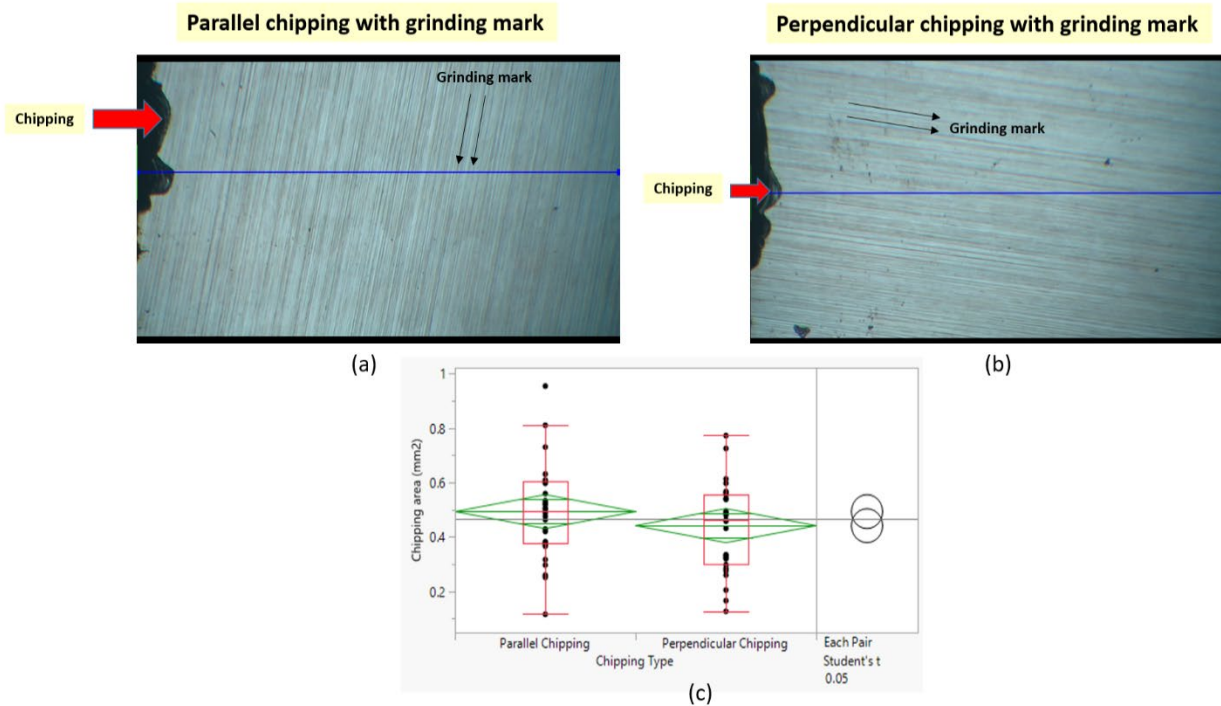 Parallel chipping with grinding mark
Perpendicular chipping with grinding mark
Grinding mark
Chipping
Grinding mark
Chipping
(a)
(b)
1
0.8
0.6
0.4
0.2
Chipping area (mm2)
Parallel Chipping
Perpendicular Chipping
Chipping Type
Each Pair
Student's t
0.05
(c)